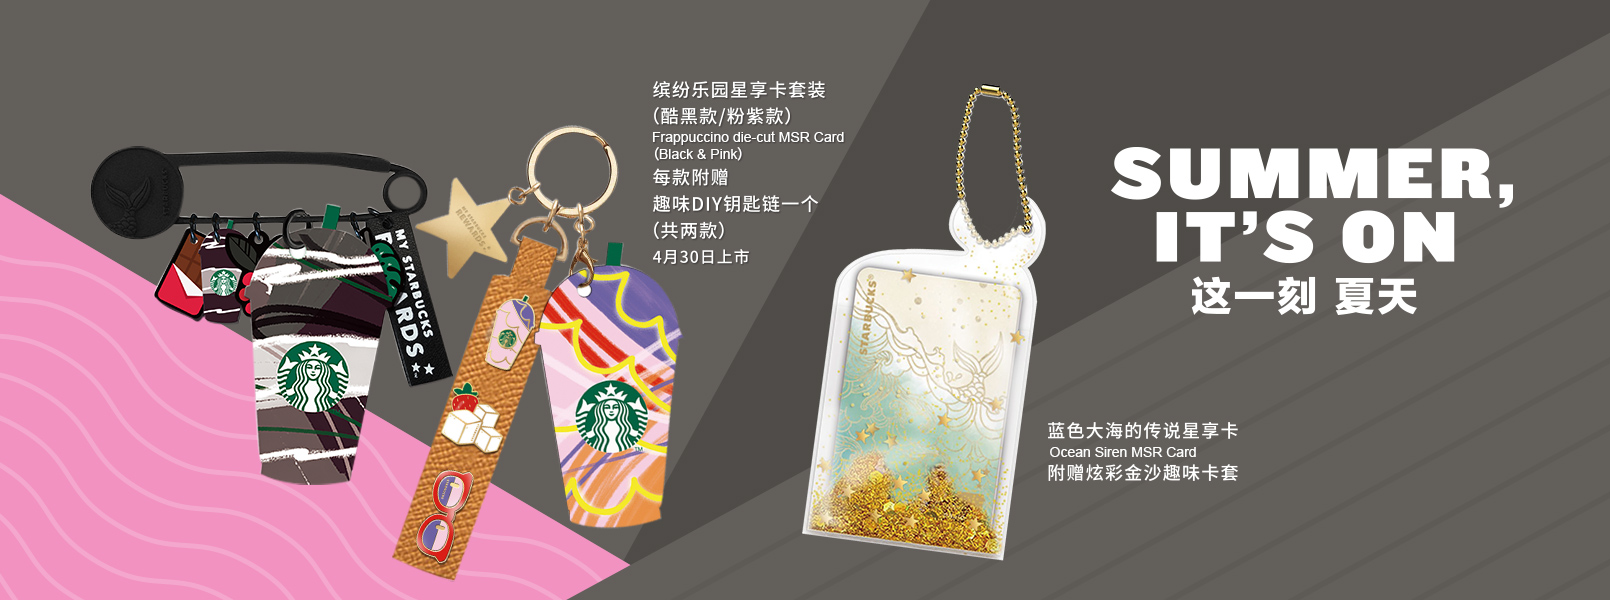 缤纷乐园星享卡套装
（酷黑款/粉紫款）
Frappuccino die-cut MSR Card
（Black & Pink）
每款附赠
趣味DIY钥匙链一个
（共两款）
4月30日上市
SUMMER,
IT'S ON
这一刻 夏天
蓝色大海的传说星享卡
Ocean Siren MSR Card
附赠炫彩金沙趣味卡套
MY STARBUCKS
REWARDS
STARBUCKS®